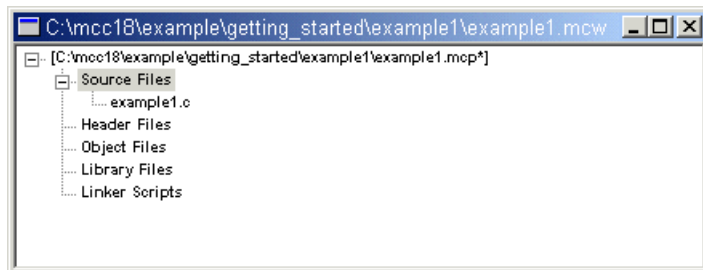 C:\mcc18\example\getting_started\example1\example1.mcw
[C:\mcc18\example\getting_started\example1\example1.mcp*]
Source Files
example1.c
Header Files
Object Files
Library Files
Linker Scripts